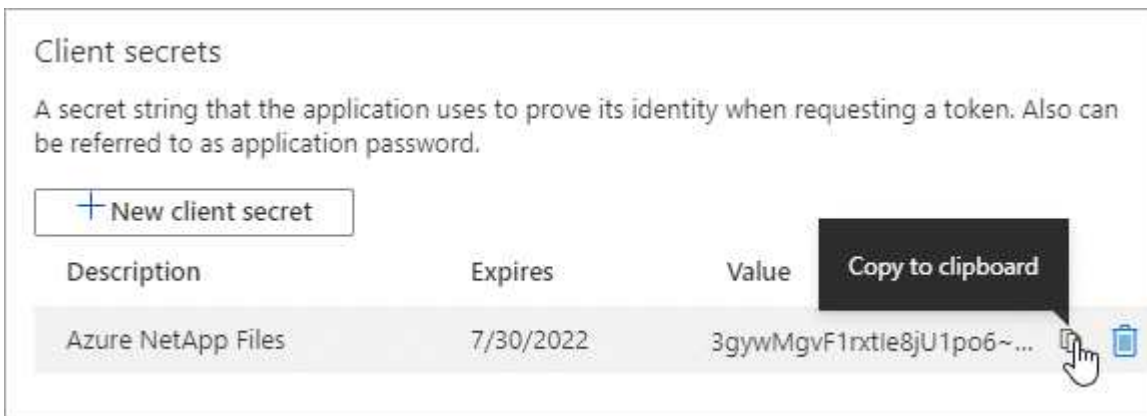 Client secrets
A secret string that the application uses to prove its identity when requesting a token. Also can
be referred to as application password.
+ New client secret
Copy to clipboard
Description Expires Value
Azure NetApp Files 7/30/2022 3gywMgvF1rxtIe8jU1po6~...